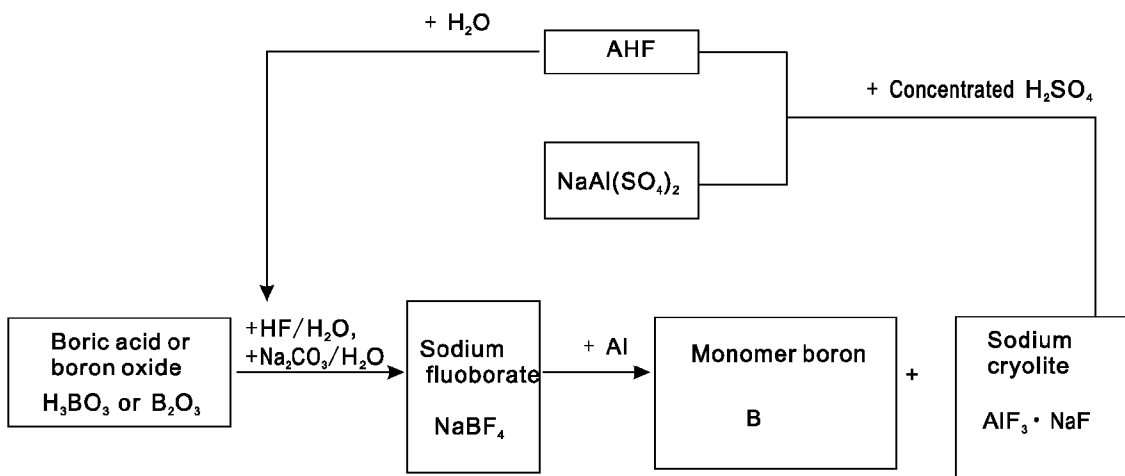 + H₂O
AHF
+ Concentrated H₂SO₄
NaAl(SO₄)₂
Boric acid or
boron oxide
H₃BO₃ or B₂O₃
+HF/H₂O,
+Na₂CO₃/H₂O
Sodium
fluoborate
NaBF₄
+ Al
Monomer boron
B
+
Sodium
cryolite
AlF₃· NaF